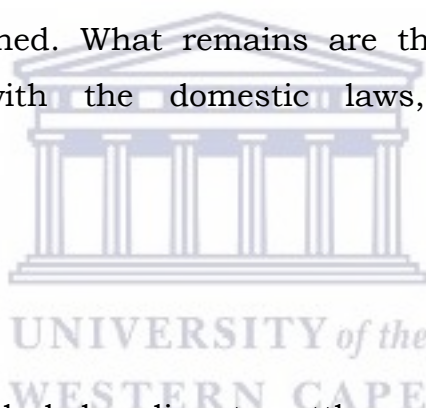 ned. What remains are th
with the domestic laws,
UNIVERSITY of the
WESTERN CAPE